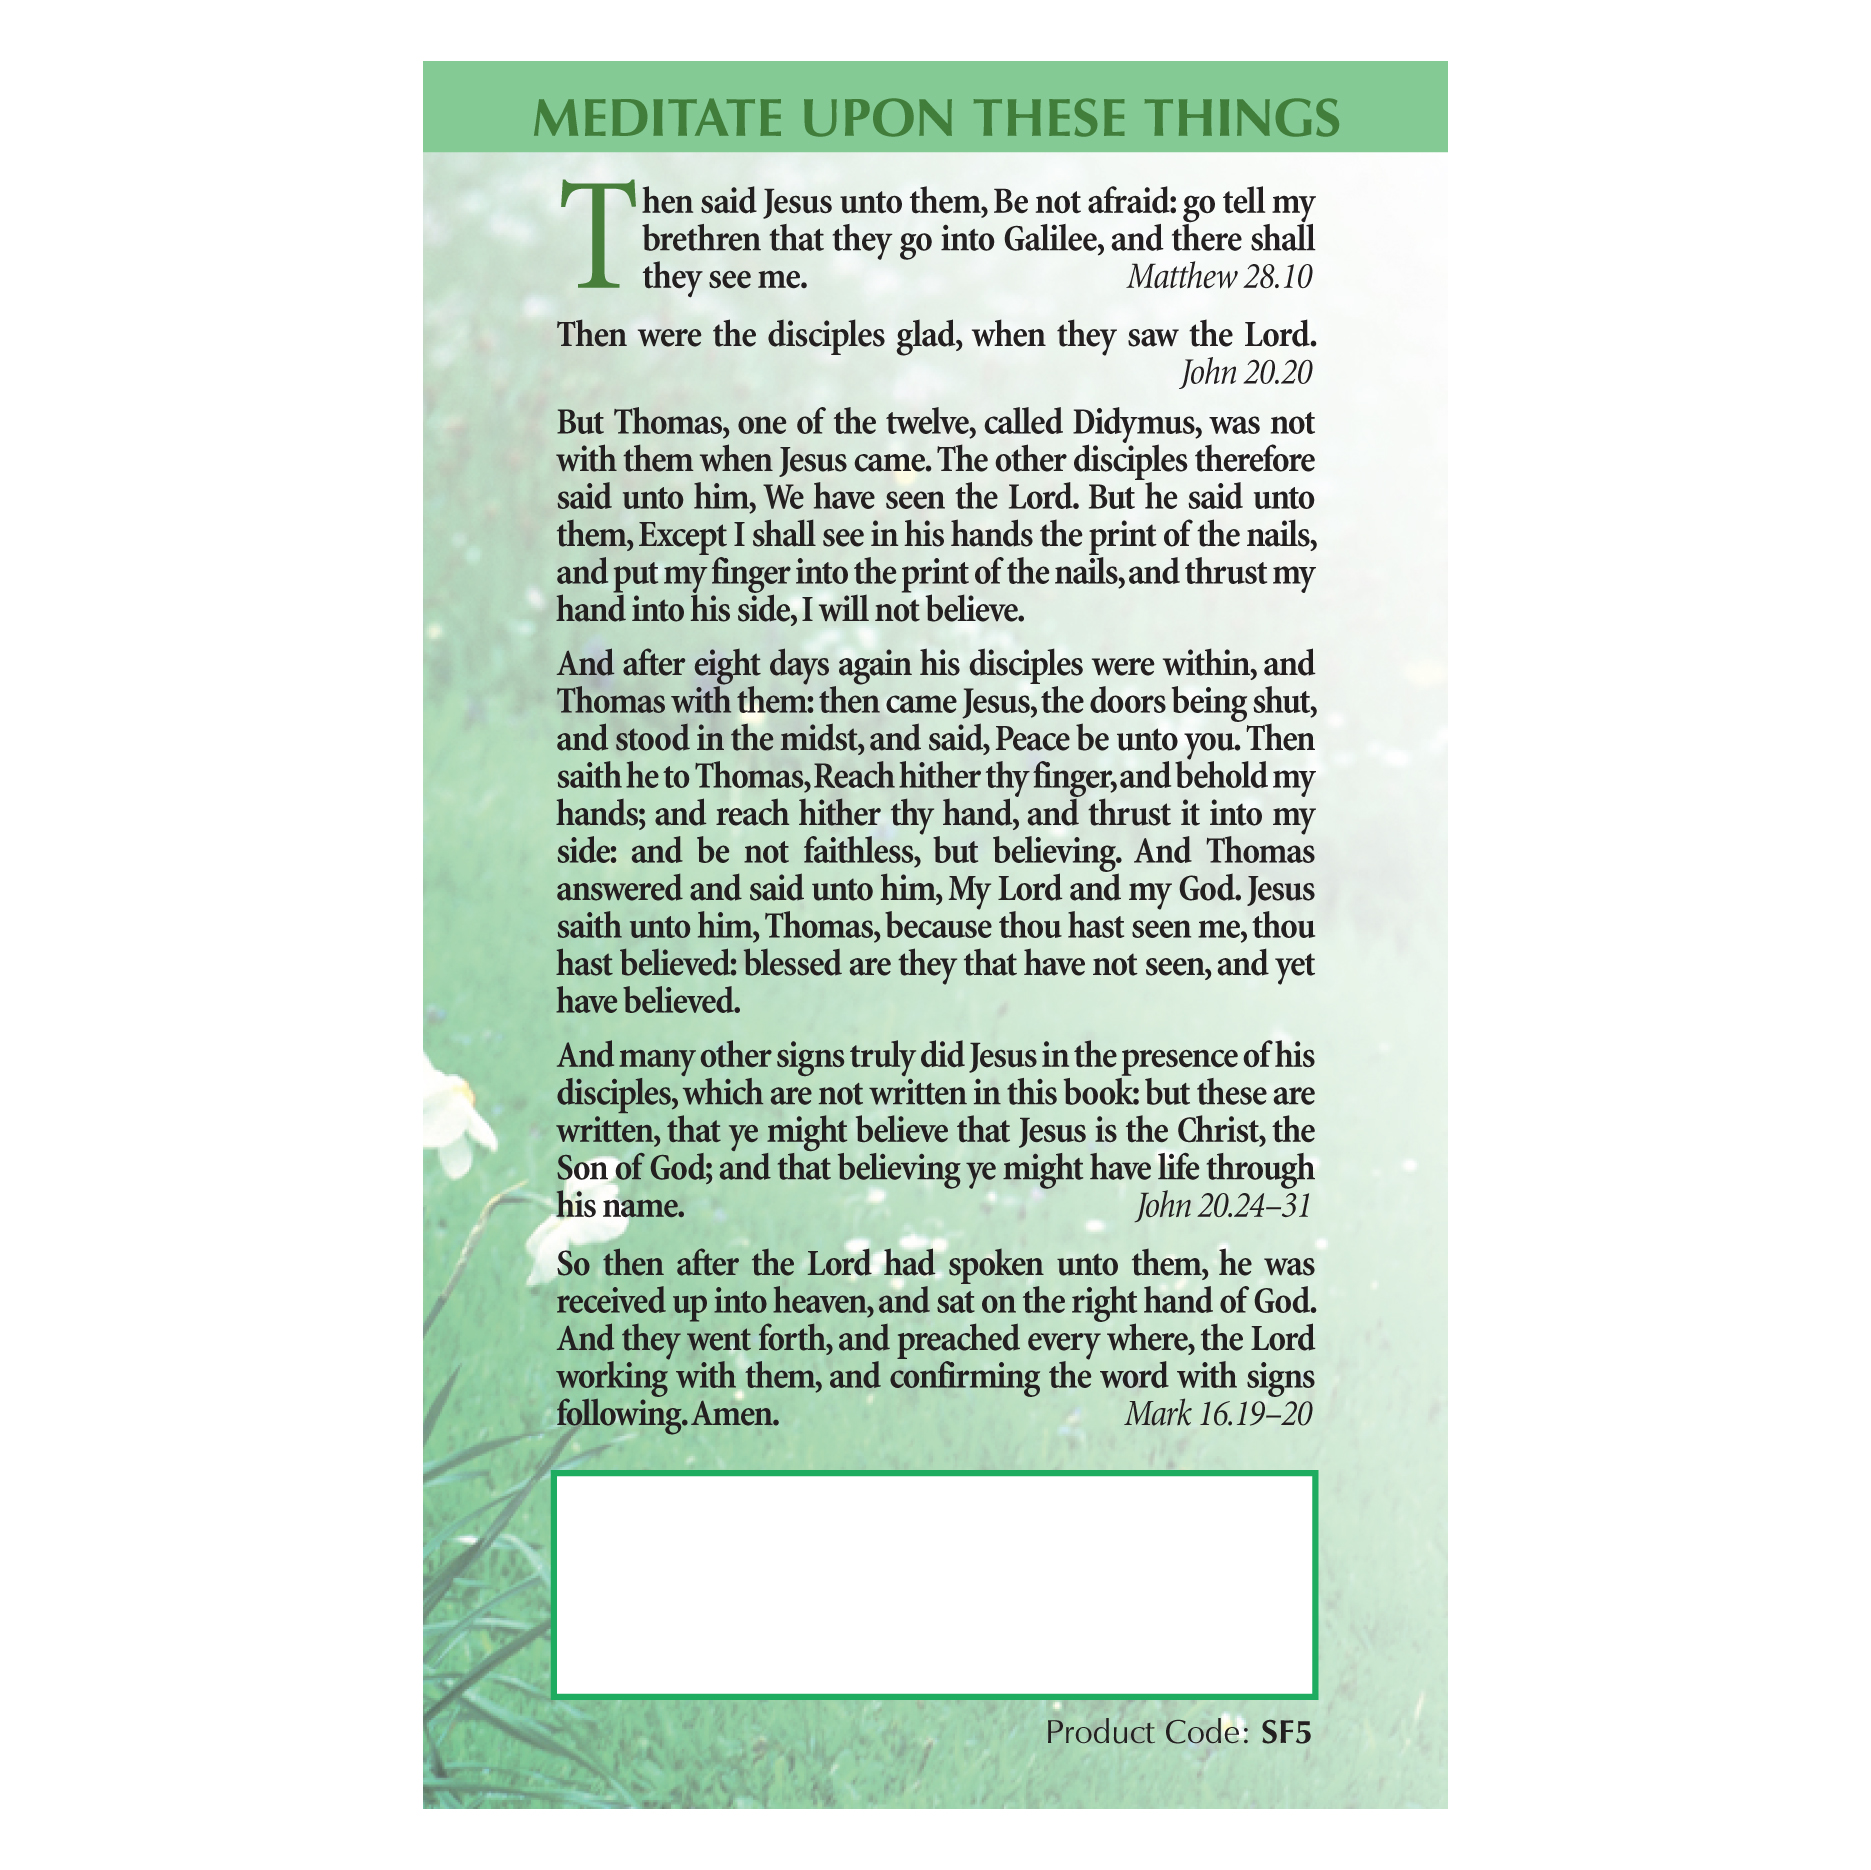 MEDITATE UPON THESE THINGS
Then said Jesus unto them, Be not afraid: go tell my
brethren that they go into Galilee, and there shall
they see me. Matthew 28.10
Then were the disciples glad, when they saw the Lord.
John 20.20
But Thomas, one of the twelve, called Didymus, was not
with them when Jesus came. The other disciples therefore
said unto him, We have seen the Lord. But he said unto
them, Except I shall see in his hands the print of the nails,
and put my finger into the print of the nails, and thrust my
hand into his side, I will not believe.
And after eight days again his disciples were within, and
Thomas with them: then came Jesus, the doors being shut,
and stood in the midst, and said, Peace be unto you. Then
saith he to Thomas, Reach hither thy finger, and behold my
hands; and reach hither thy hand, and thrust it into my
side: and be not faithless, but believing. And Thomas
answered and said unto him, My Lord and my God. Jesus
saith unto him, Thomas, because thou hast seen me, thou
hast believed: blessed are they that have not seen, and yet
have believed.
And many other signs truly did Jesus in the presence of his
disciples, which are not written in this book: but these are
written, that ye might believe that Jesus is the Christ, the
Son of God; and that believing ye might have life through
his name. John 20.24–31
So then after the Lord had spoken unto them, he was
received up into heaven, and sat on the right hand of God.
And they went forth, and preached every where, the Lord
working with them, and confirming the word with signs
following. Amen. Mark 16.19–20
Product Code: SF5